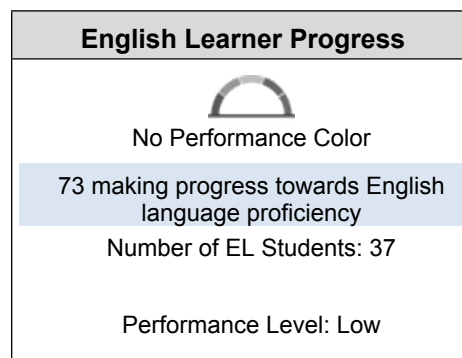 English Learner Progress
No Performance Color
73 making progress towards English
language proficiency
Number of EL Students: 37
Performance Level: Low